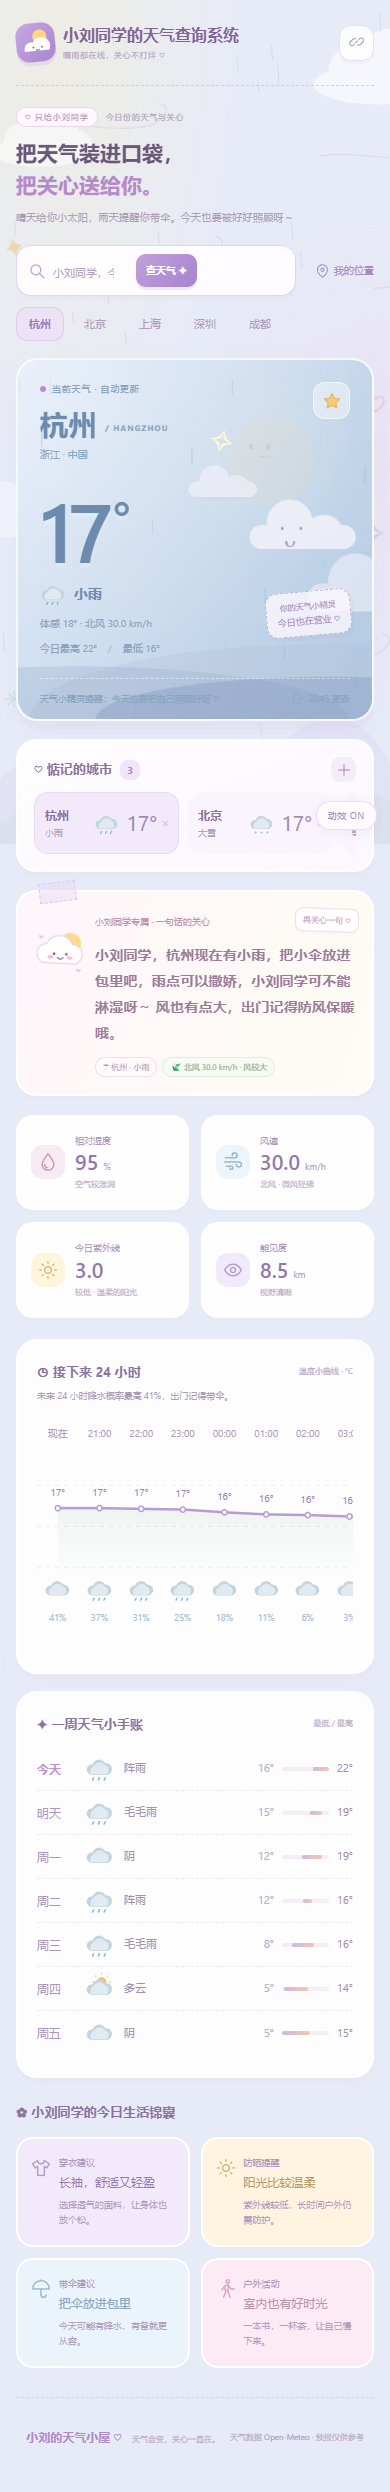 小刘同学的天气查询系统
晴雨都在线，关心不打烊 ♡
♡ 只给小刘同学
今日份的天气与关心
把天气装进口袋，
把关心送给你。
晴天给你小太阳，雨天提醒你带伞。今天也要被好好照顾呀～
小刘同学，
查天气 ✦
我的位置
杭州
北京
上海
深圳
成都
当前天气 · 自动更新
杭州 / HANGZHOU
浙江 · 中国
17°
小雨
你的天气小精灵
今日也在营业 ♡
体感 18° · 北风 30.0 km/h
今日最高 22° / 最低 16°
天气小精灵提醒：
20:45 更新
♡ 惦记的城市 3
杭州
小雨
17° ×
北京
大雪
17°
动效 ON
小刘同学专属 · 一句话的关心
再关心一句 ♡
小刘同学，杭州现在有小雨，把小伞放进
包里吧，雨点可以撒娇，小刘同学可不能
淋湿呀～ 风也有点大，出门记得防风保暖
哦。
杭州 · 小雨
北风 30.0 km/h · 风较大
相对湿度
95 %
空气较湿润
风速
30.0 km/h
北风 · 微风轻拂
今日紫外线
3.0
较低 · 温柔的阳光
能见度
8.5 km
视野清晰
接下来 24 小时
温度小曲线 · °C
未来 24 小时降水概率最高 41%，出门记得带伞。
现在 21:00 22:00 23:00 00:00 01:00 02:00 03:0
17° 17° 17° 17° 16° 16° 16° 16
41% 37% 31% 25% 18% 11% 6% 3%
✦ 一周天气小手账
最低 / 最高
今天 阵雨 16° 22°
明天 毛毛雨 15° 19°
周一 阴 12° 19°
周二 阵雨 12° 16°
周三 毛毛雨 8° 16°
周四 多云 5° 14°
周五 阴 5° 15°
✿ 小刘同学的今日生活锦囊
穿衣建议
长袖，舒适又轻盈
选择透气的面料，让身体也
放个松。
防晒提醒
阳光比较温柔
紫外线较低，长时间户外仍
需防护。
带伞建议
把伞放进包里
今天可能有降水，有备就更
从容。
户外活动
室内也有好时光
一本书，一杯茶，让自己慢
下来。
小刘的天气小屋 ♡
天气会变，关心一直在。
天气数据 Open-Meteo · 预报仅供参考